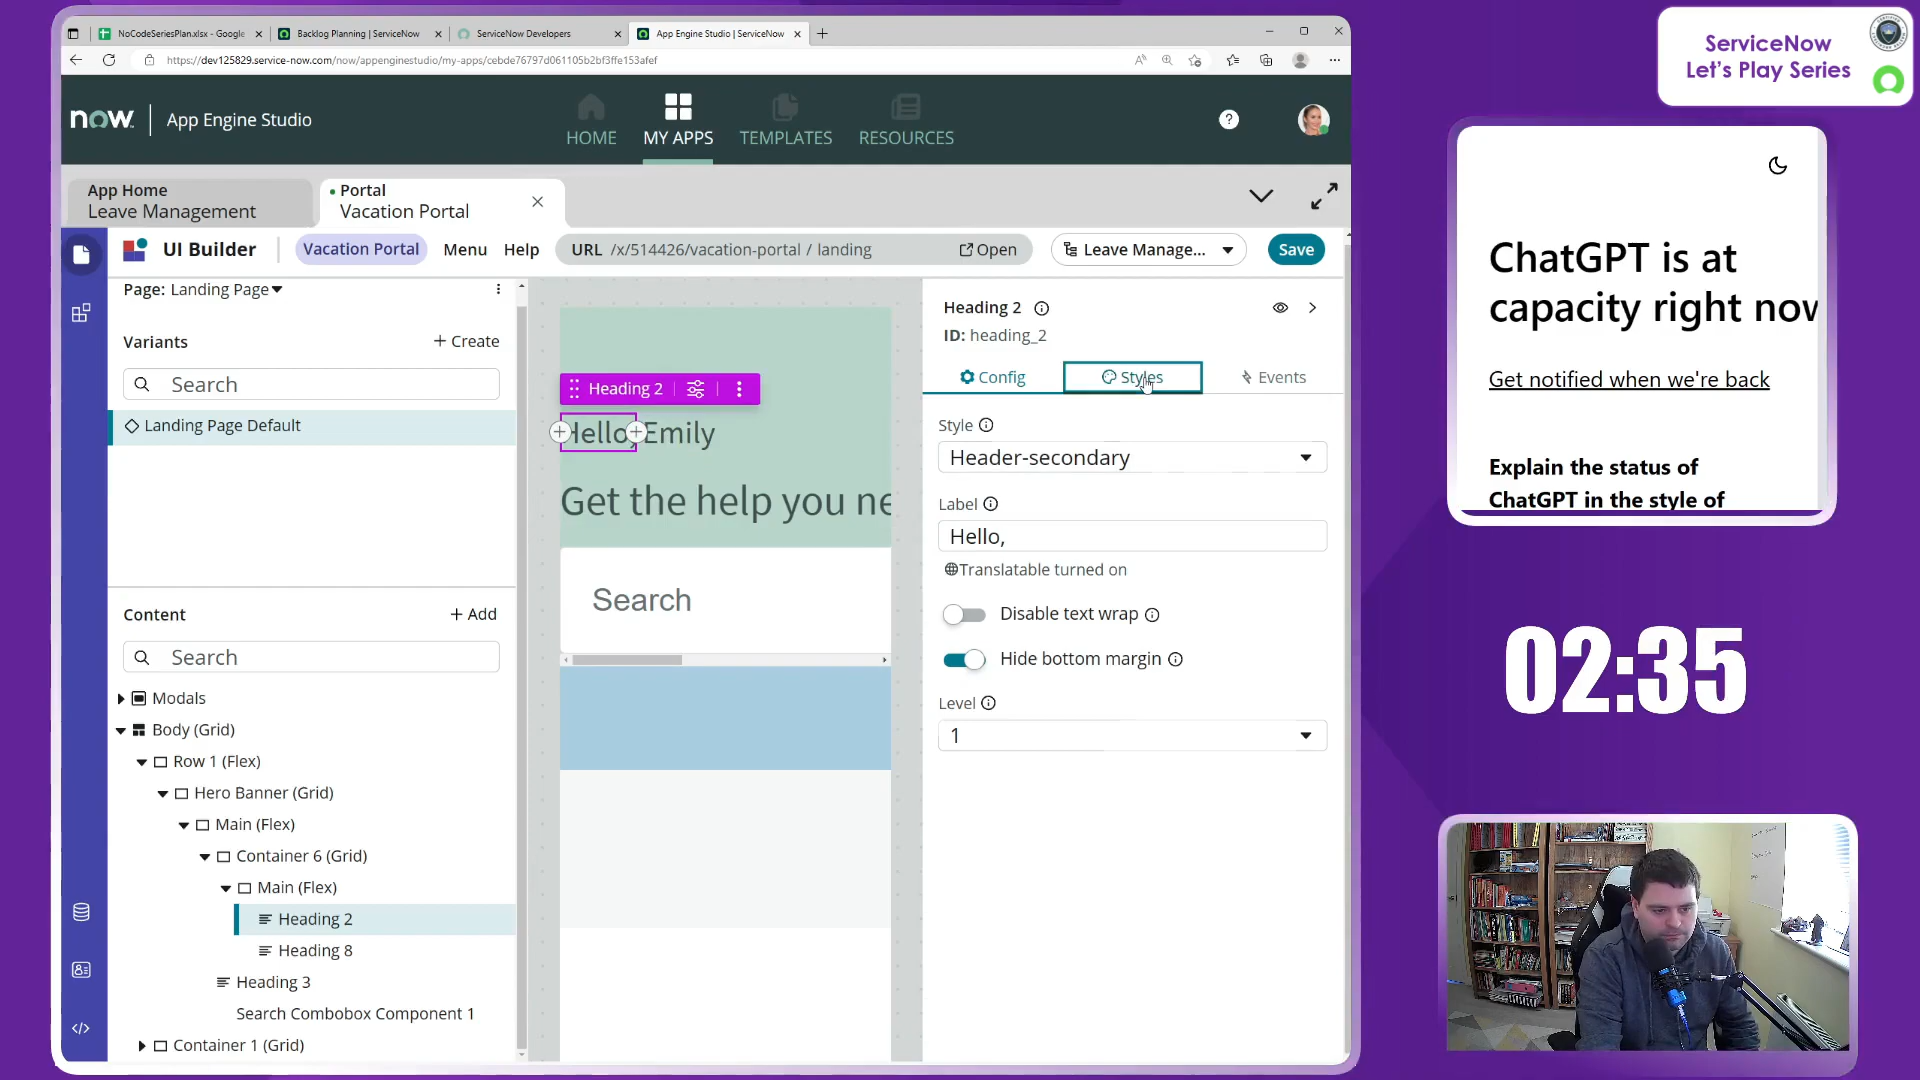 NoCodeSeriesPlan.xlsx - Google
Backlog Planning | ServiceNow
ServiceNow Developers
App Engine Studio | ServiceNow
https://dev125829.service-now.com/now/appenginestudio/my-apps/cebde76797d061105b2bf3ffe153afef
now
App Engine Studio
HOME
MY APPS
TEMPLATES
RESOURCES
App Home
Leave Management
Portal
Vacation Portal
UI Builder
Vacation Portal
Menu
Help
URL /x/514426/vacation-portal / landing
Open
Leave Manage...
Save
Page: Landing Page
Variants
+ Create
Search
Landing Page Default
Content
+ Add
Search
Modals
Body (Grid)
Row 1 (Flex)
Hero Banner (Grid)
Main (Flex)
Container 6 (Grid)
Main (Flex)
Heading 2
Heading 8
Heading 3
Search Combobox Component 1
Container 1 (Grid)
Heading 2
Hello, Emily
Get the help you ne
Search
Heading 2
ID: heading_2
Config
Styles
Events
Style
Header-secondary
Label
Hello,
Translatable turned on
Disable text wrap
Hide bottom margin
Level
1
ServiceNow
Let's Play Series
ChatGPT is at
capacity right now
Get notified when we're back
Explain the status of
ChatGPT in the style of
02:35